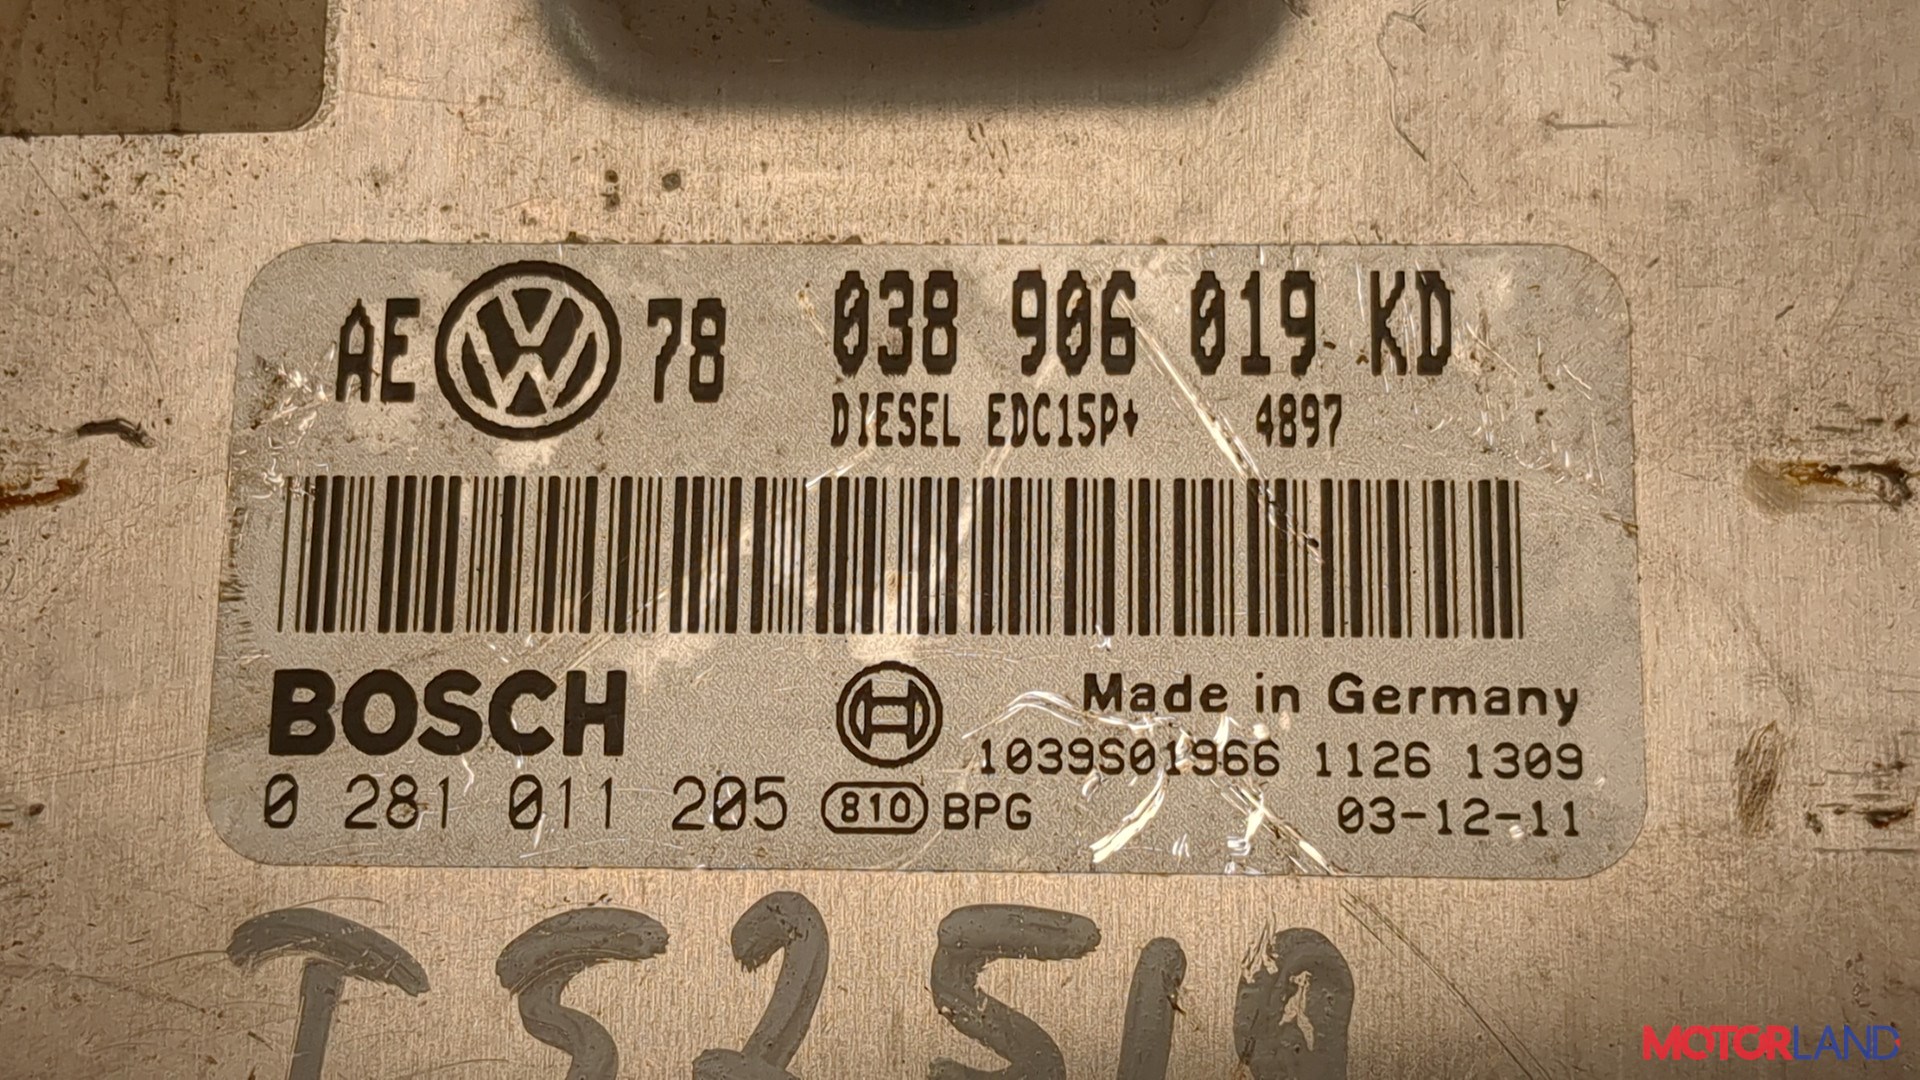 AE VW 78 038 906 019 KD
DIESEL EDC15P+ 4897
BOSCH
Made in Germany
1039S01966 1126 1309
0 281 011 205 810 BPG 03-12-11
MOTORLAND